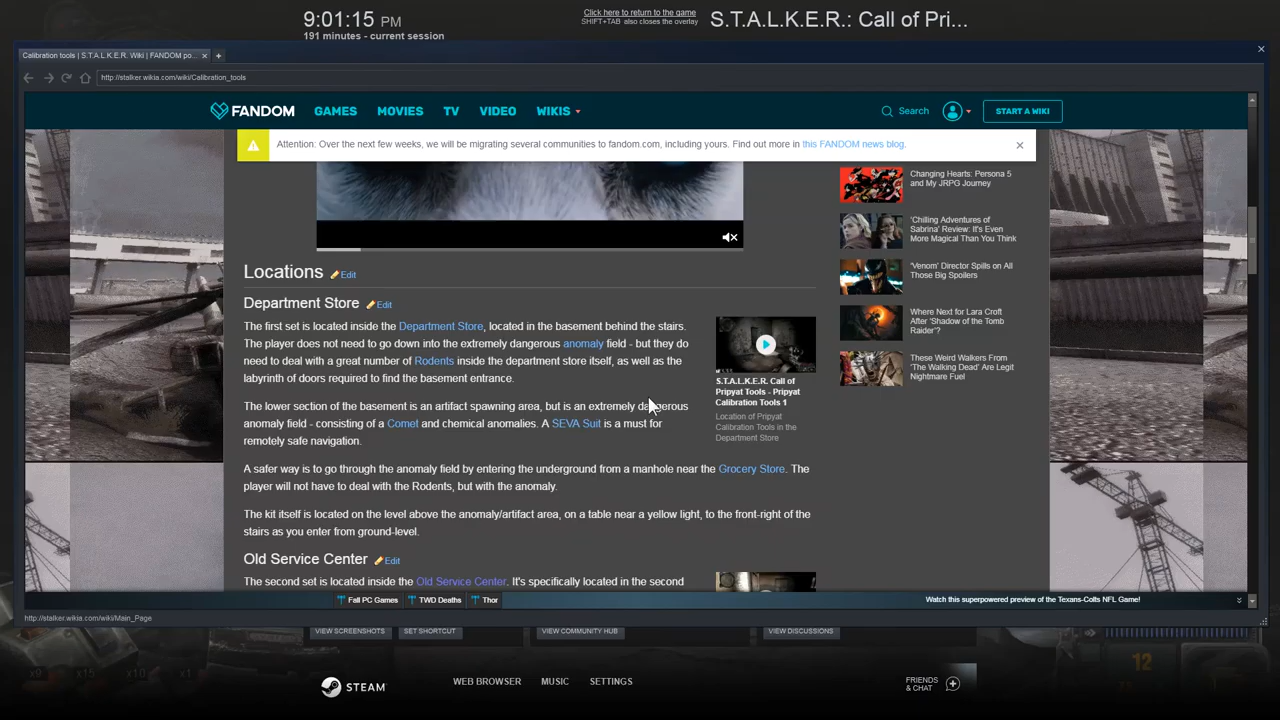 9:01:15 PM
191 minutes - current session
Click here to return to the game
SHIFT+TAB also closes the overlay
S.T.A.L.K.E.R.: Call of Pri...
Calibration tools | S.T.A.L.K.E.R. Wiki | FANDOM po...
http://stalker.wikia.com/wiki/Calibration_tools
FANDOM GAMES MOVIES TV VIDEO WIKIS Search START A WIKI
Attention: Over the next few weeks, we will be migrating several communities to fandom.com, including yours. Find out more in this FANDOM news blog.
Changing Hearts: Persona 5
and My JRPG Journey
'Chilling Adventures of
Sabrina' Review: It's Even
More Magical Than You Think
'Venom' Director Spills on All
Those Big Spoilers
Where Next for Lara Croft
After 'Shadow of the Tomb
Raider'?
These Weird Walkers From
'The Walking Dead' Are Legit
Nightmare Fuel
Locations Edit
Department Store Edit
The first set is located inside the Department Store, located in the basement behind the stairs.
The player does not need to go down into the extremely dangerous anomaly field - but they do
need to deal with a great number of Rodents inside the department store itself, as well as the
labyrinth of doors required to find the basement entrance.
The lower section of the basement is an artifact spawning area, but is an extremely dangerous
anomaly field - consisting of a Comet and chemical anomalies. A SEVA Suit is a must for
remotely safe navigation.
S.T.A.L.K.E.R. Call of
Pripyat Tools - Pripyat
Calibration Tools 1
Location of Pripyat
Calibration Tools in the
Department Store
A safer way is to go through the anomaly field by entering the underground from a manhole near the Grocery Store. The
player will not have to deal with the Rodents, but with the anomaly.
The kit itself is located on the level above the anomaly/artifact area, on a table near a yellow light, to the front-right of the
stairs as you enter from ground-level.
Old Service Center Edit
The second set is located inside the Old Service Center. It's specifically located in the second
Fall PC Games TWD Deaths Thor
Watch this superpowered preview of the Texans-Colts NFL Game!
http://stalker.wikia.com/wiki/Main_Page
VIEW SCREENSHOTS SET SHORTCUT VIEW COMMUNITY HUB VIEW DISCUSSIONS
x9 x15 x10 x1
12
STEAM WEB BROWSER MUSIC SETTINGS
FRIENDS
& CHAT